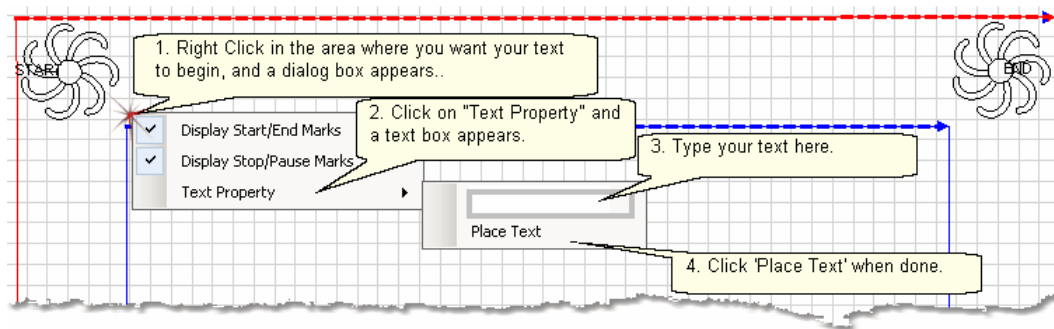 START
END
1. Right Click in the area where you want your text
to begin, and a dialog box appears..
2. Click on "Text Property" and
a text box appears.
Display Start/End Marks
Display Stop/Pause Marks
Text Property
3. Type your text here.
Place Text
4. Click 'Place Text' when done.